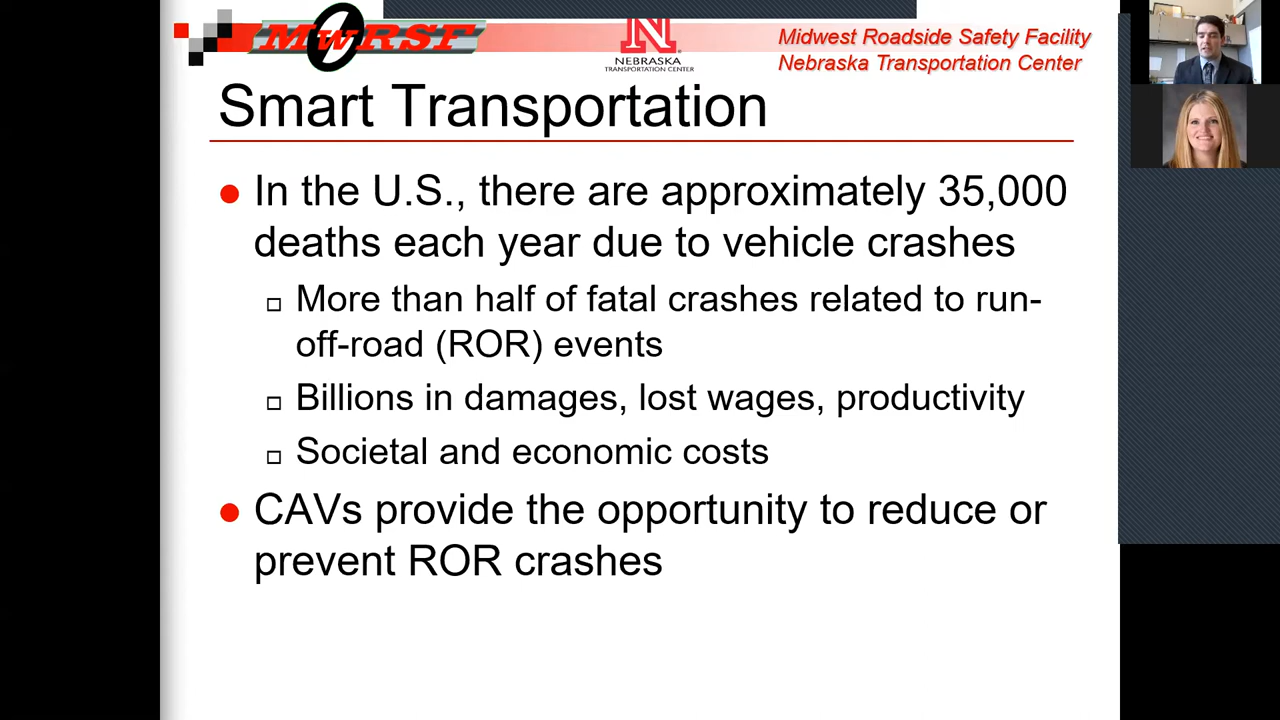 MwRSF
N
NEBRASKA
TRANSPORTATION CENTER
Midwest Roadside Safety Facility
Nebraska Transportation Center
Smart Transportation
In the U.S., there are approximately 35,000
deaths each year due to vehicle crashes
More than half of fatal crashes related to run-
off-road (ROR) events
Billions in damages, lost wages, productivity
Societal and economic costs
CAVs provide the opportunity to reduce or
prevent ROR crashes